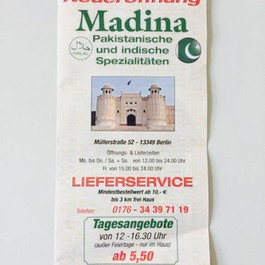 Neueröffnung
Madina
HALAL
Pakistanische
und indische
Spezialitäten
Müllerstraße 52 - 13349 Berlin
Öffnungs- & Lieferzeiten
Mo. bis Do. / Sa. + So. von 12.00 bis 24.00 Uhr
Fr. von 15.00 bis 24.00 Uhr
LIEFERSERVICE
Mindestbestellwert ab 10,- €
bis 3 km frei Haus
Telefon: 0176 - 34 39 71 19
Tagesangebote
von 12 -16.30 Uhr
(außer Feiertage - nur im Haus)
ab 5,50